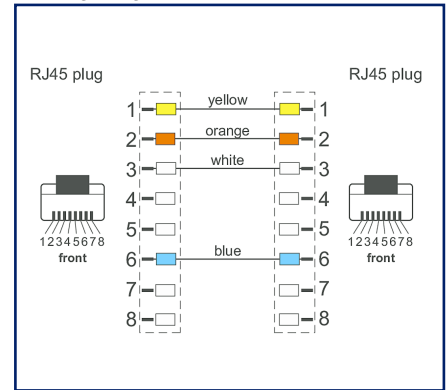 RJ45 plug RJ45 plug
1 yellow 1
2 orange 2
3 white 3
4 4
5 5
6 blue 6
7 7
8 8
12345678 12345678
front front